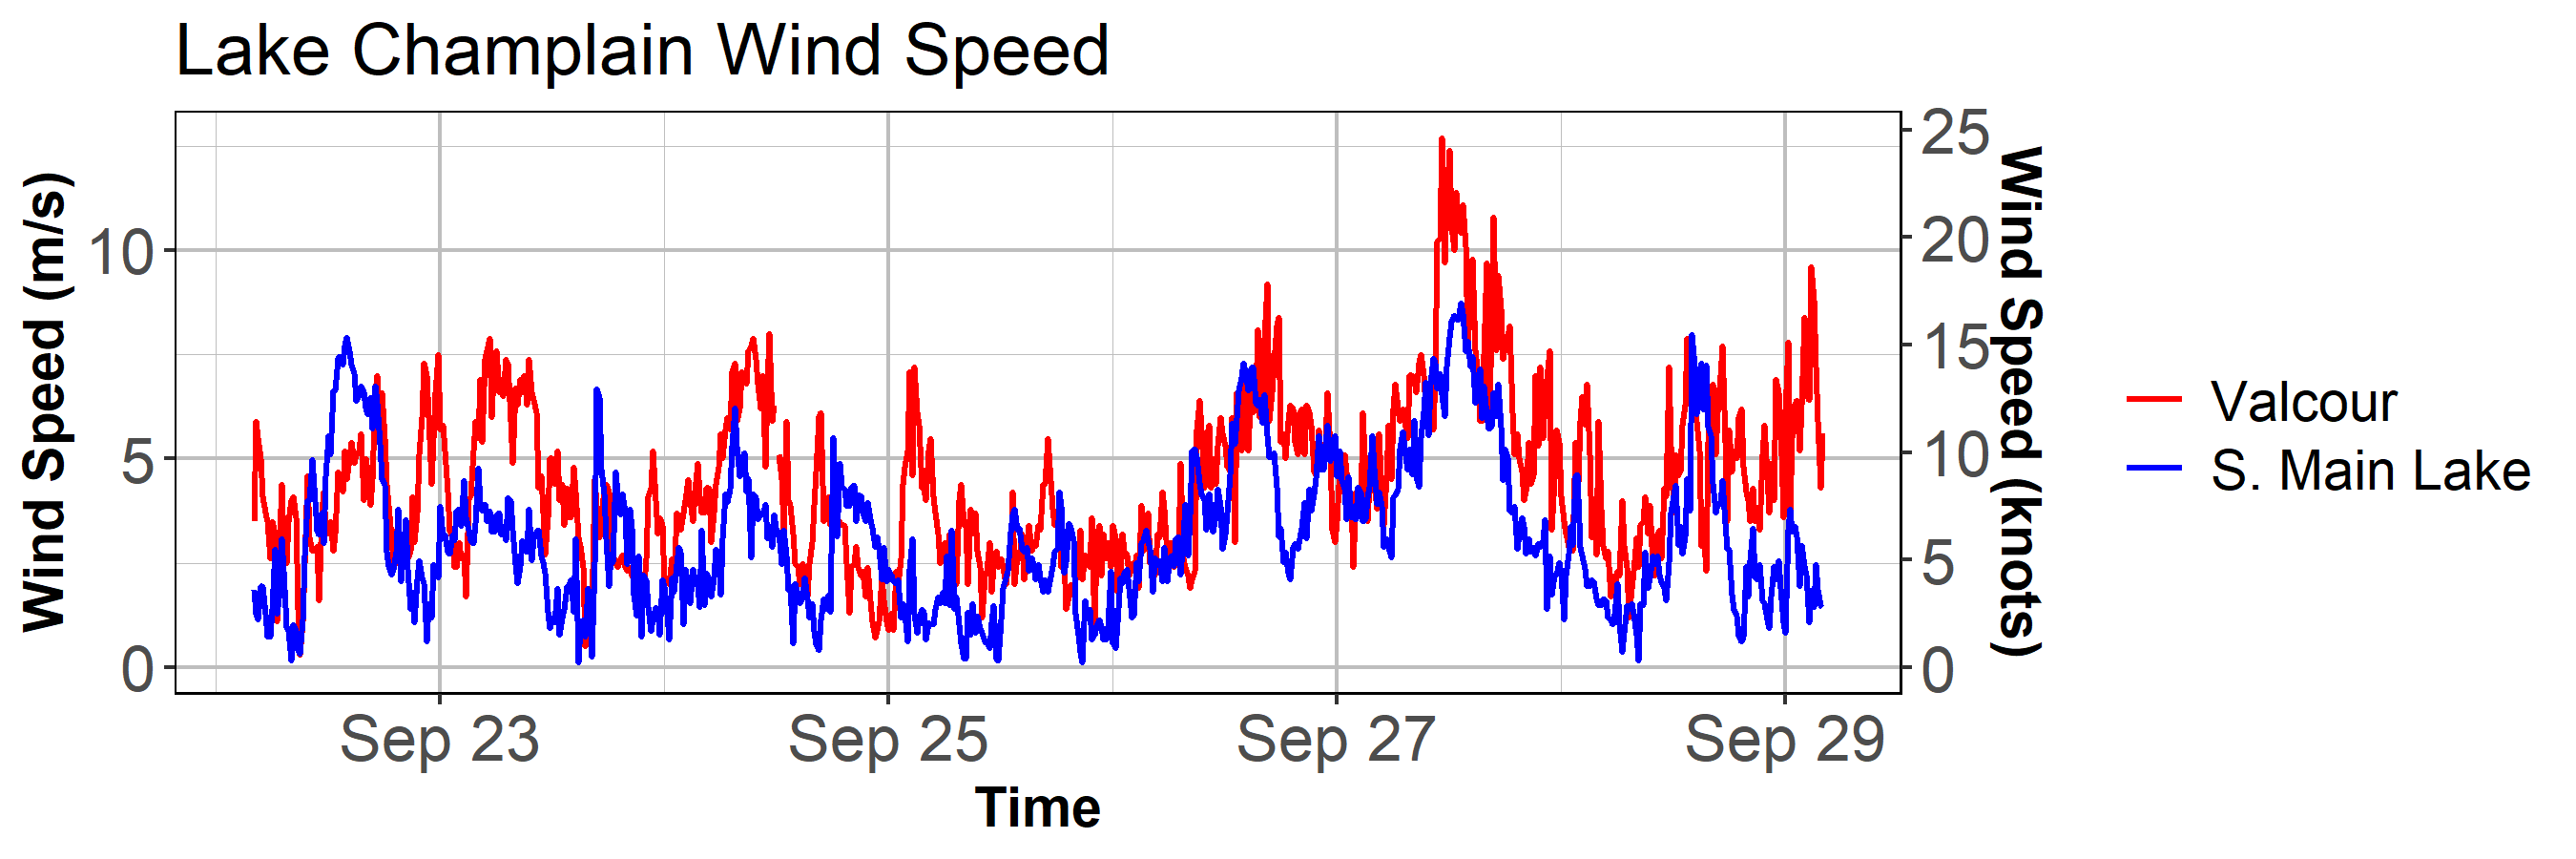 Lake Champlain Wind Speed
Wind Speed (m/s)
10
5
0
25
20
15
10
5
0
Wind Speed (knots)
Sep 23
Sep 25
Sep 27
Sep 29
Time
Valcour
S. Main Lake